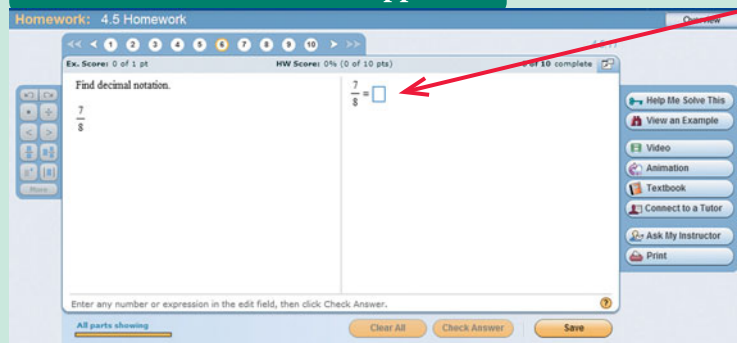 Homework: 4.5 Homework
Overview
<< < 1 2 3 4 5 6 7 8 9 10 > >>
Ex. Score: 0 of 1 pt
HW Score: 0% (0 of 10 pts)
of 10 complete
Find decimal notation.
7
8
7/8 =
Help Me Solve This
View an Example
Video
Animation
Textbook
Connect to a Tutor
Ask My Instructor
Print
More
Enter any number or expression in the edit field, then click Check Answer.
?
All parts showing
Clear All
Check Answer
Save